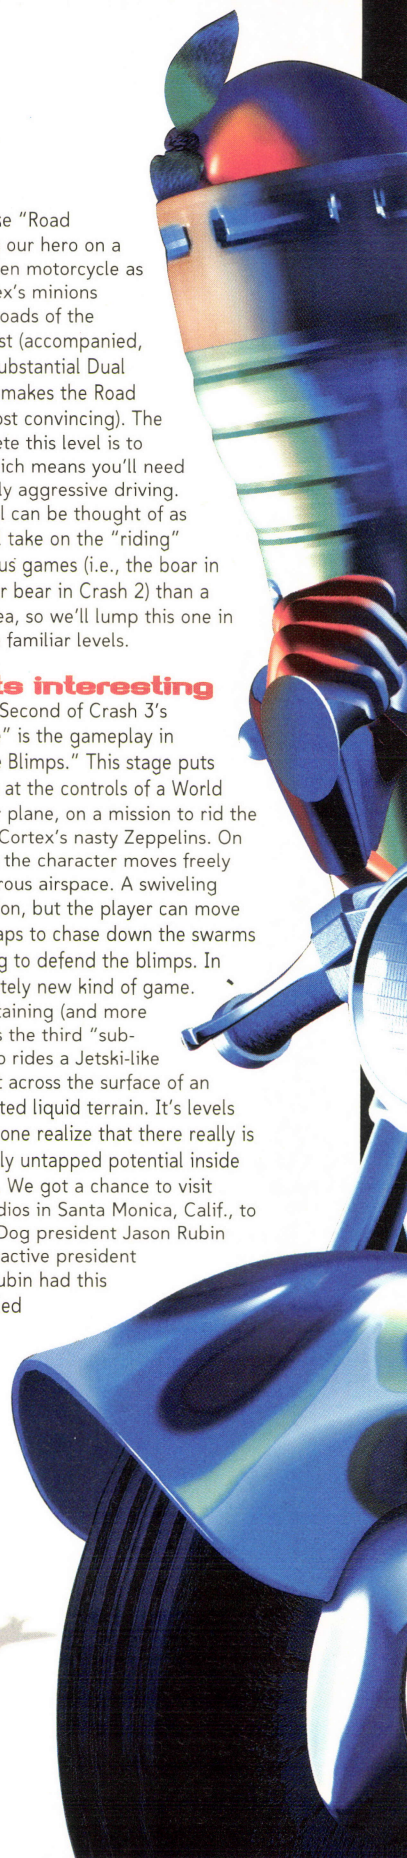 "Road
our hero on a
en motorcycle as
ex's minions
oads of the
st (accompanied,
ubstantial Dual
makes the Road
ost convincing). The
ete this level is to
ich means you'll need
ly aggressive driving.
l can be thought of as
take on the "riding"
us games (i.e., the boar in
r bear in Crash 2) than a
ea, so we'll lump this one in
familiar levels.
ts interesting
Second of Crash 3's
" is the gameplay in
e Blimps." This stage puts
at the controls of a World
r plane, on a mission to rid the
Cortex's nasty Zeppelins. On
the character moves freely
rous airspace. A swiveling
on, but the player can move
aps to chase down the swarms
g to defend the blimps. In
tely new kind of game.
taining (and more
s the third "sub-
o rides a Jetski-like
t across the surface of an
ted liquid terrain. It's levels
one realize that there really is
ly untapped potential inside
We got a chance to visit
dios in Santa Monica, Calif., to
Dog president Jason Rubin
active president
ubin had this
ed